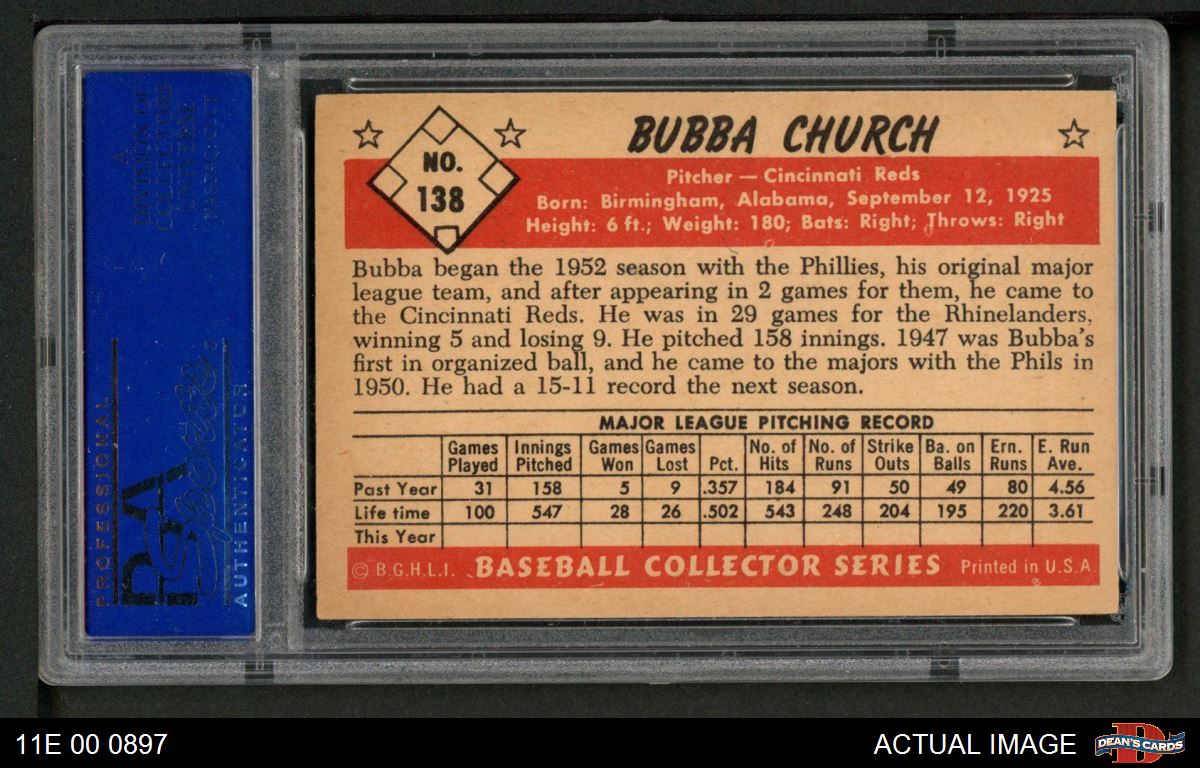 NO.
138
BUBBA CHURCH
Pitcher — Cincinnati Reds
Born: Birmingham, Alabama, September 12, 1925
Height: 6 ft.; Weight: 180; Bats: Right; Throws: Right
Bubba began the 1952 season with the Phillies, his original major
league team, and after appearing in 2 games for them, he came to
the Cincinnati Reds. He was in 29 games for the Rhinelanders,
winning 5 and losing 9. He pitched 158 innings. 1947 was Bubba's
first in organized ball, and he came to the majors with the Phils in
1950. He had a 15-11 record the next season.
MAJOR LEAGUE PITCHING RECORD
Games Played Innings Pitched Games Won Games Lost Pct. No. of Hits No. of Runs Strike Outs Ba. on Balls Ern. Runs E. Run Ave.
Past Year 31 158 5 9 .357 184 91 50 49 80 4.56
Life time 100 547 28 26 .502 543 248 204 195 220 3.61
This Year
© B.G.H.L.I. BASEBALL COLLECTOR SERIES Printed in U.S.A.
PROFESSIONAL
PSA
Sports
AUTHENTICATOR
A
DIVISION OF
COLLECTORS
UNIVERSE
NASDAQ: CLCT
11E 00 0897
ACTUAL IMAGE
D
DEAN'S CARDS